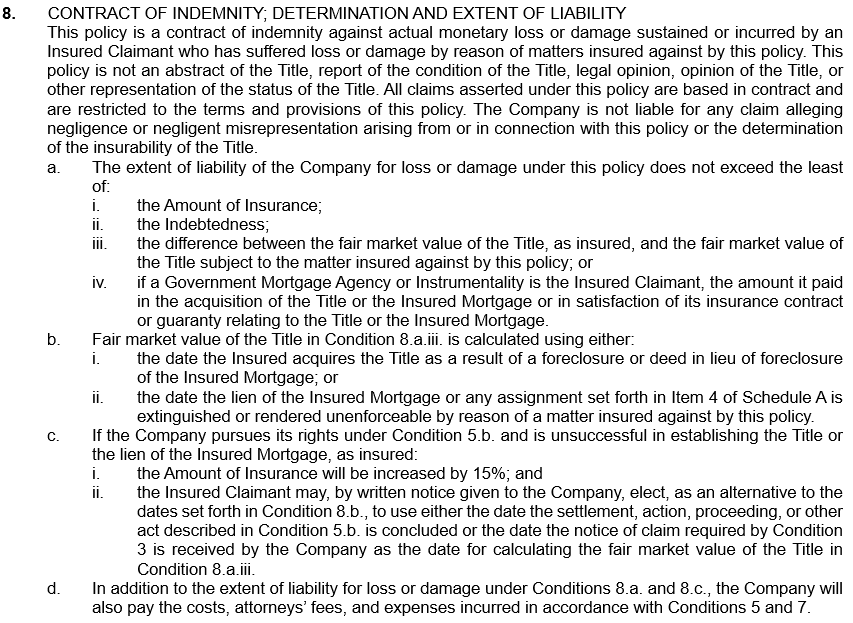 8. CONTRACT OF INDEMNITY; DETERMINATION AND EXTENT OF LIABILITY
This policy is a contract of indemnity against actual monetary loss or damage sustained or incurred by an
Insured Claimant who has suffered loss or damage by reason of matters insured against by this policy. This
policy is not an abstract of the Title, report of the condition of the Title, legal opinion, opinion of the Title, or
other representation of the status of the Title. All claims asserted under this policy are based in contract and
are restricted to the terms and provisions of this policy. The Company is not liable for any claim alleging
negligence or negligent misrepresentation arising from or in connection with this policy or the determination
of the insurability of the Title.
a. The extent of liability of the Company for loss or damage under this policy does not exceed the least
of:
i. the Amount of Insurance;
ii. the Indebtedness;
iii. the difference between the fair market value of the Title, as insured, and the fair market value of
the Title subject to the matter insured against by this policy; or
iv. if a Government Mortgage Agency or Instrumentality is the Insured Claimant, the amount it paid
in the acquisition of the Title or the Insured Mortgage or in satisfaction of its insurance contract
or guaranty relating to the Title or the Insured Mortgage.
b. Fair market value of the Title in Condition 8.a.iii. is calculated using either:
i. the date the Insured acquires the Title as a result of a foreclosure or deed in lieu of foreclosure
of the Insured Mortgage; or
ii. the date the lien of the Insured Mortgage or any assignment set forth in Item 4 of Schedule A is
extinguished or rendered unenforceable by reason of a matter insured against by this policy.
c. If the Company pursues its rights under Condition 5.b. and is unsuccessful in establishing the Title or
the lien of the Insured Mortgage, as insured:
i. the Amount of Insurance will be increased by 15%; and
ii. the Insured Claimant may, by written notice given to the Company, elect, as an alternative to the
dates set forth in Condition 8.b., to use either the date the settlement, action, proceeding, or other
act described in Condition 5.b. is concluded or the date the notice of claim required by Condition
3 is received by the Company as the date for calculating the fair market value of the Title in
Condition 8.a.iii.
d. In addition to the extent of liability for loss or damage under Conditions 8.a. and 8.c., the Company will
also pay the costs, attorneys' fees, and expenses incurred in accordance with Conditions 5 and 7.